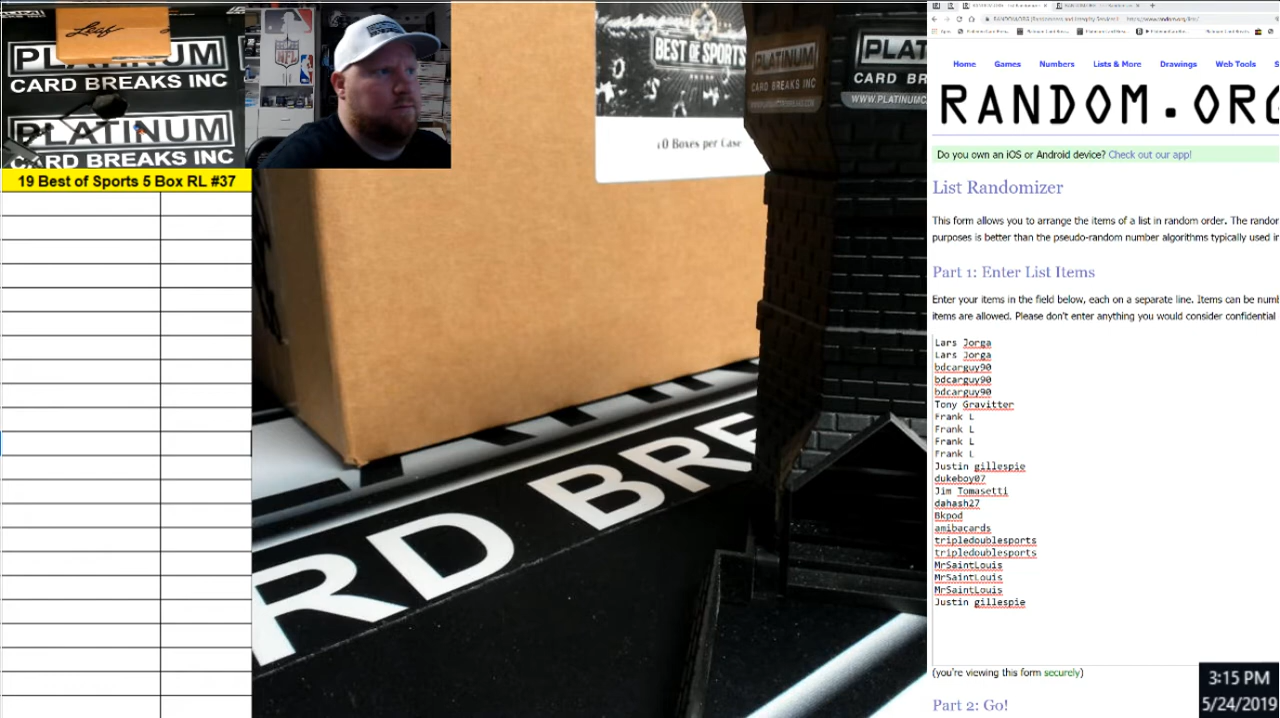 Leaf
PLATINUM
CARD BREAKS INC
PLATINUM
CARD BREAKS INC
19 Best of Sports 5 Box RL #37
NFL
BEST OF SPORTS
10 Boxes per Case
PLATINUM
CARD BREAKS INC
PLAT
CARD BR
WWW.PLATINUMC
RD BRE
Home Games Numbers Lists & More Drawings Web Tools S
RANDOM.ORG
Do you own an iOS or Android device? Check out our app!
List Randomizer
This form allows you to arrange the items of a list in random order. The randor
purposes is better than the pseudo-random number algorithms typically used in
Part 1: Enter List Items
Enter your items in the field below, each on a separate line. Items can be numb
items are allowed. Please don't enter anything you would consider confidential
Lars Jorga
Lars Jorga
bdcarguy90
bdcarguy90
bdcarguy90
Tony Gravitter
Frank L
Frank L
Frank L
Frank L
Justin gillespie
dukeboy07
Jim Tomasetti
dahash27
Bkpod
amibacards
tripledoublesports
tripledoublesports
MrSaintLouis
MrSaintLouis
MrSaintLouis
Justin gillespie
(you're viewing this form securely)
Part 2: Go!
3:15 PM
5/24/2019